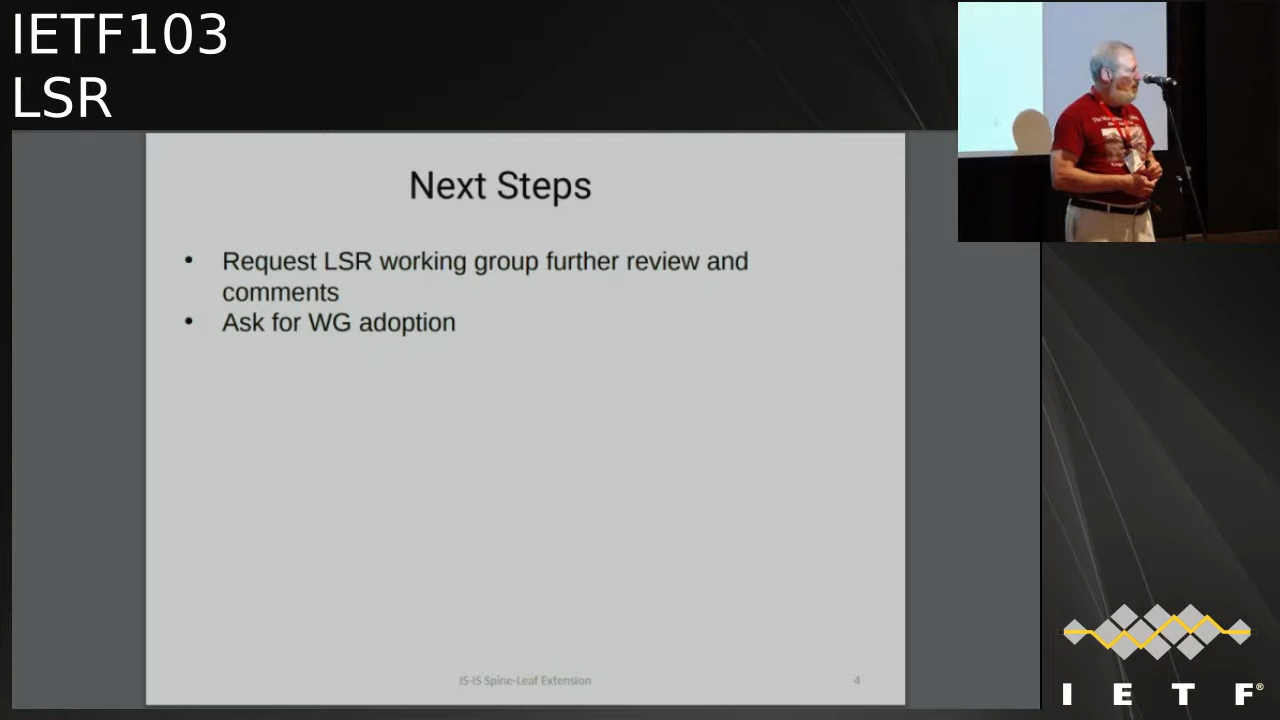 IETF103
LSR
Next Steps
• Request LSR working group further review and
comments
• Ask for WG adoption
IS-IS Spine-Leaf Extension
4
I E T F®